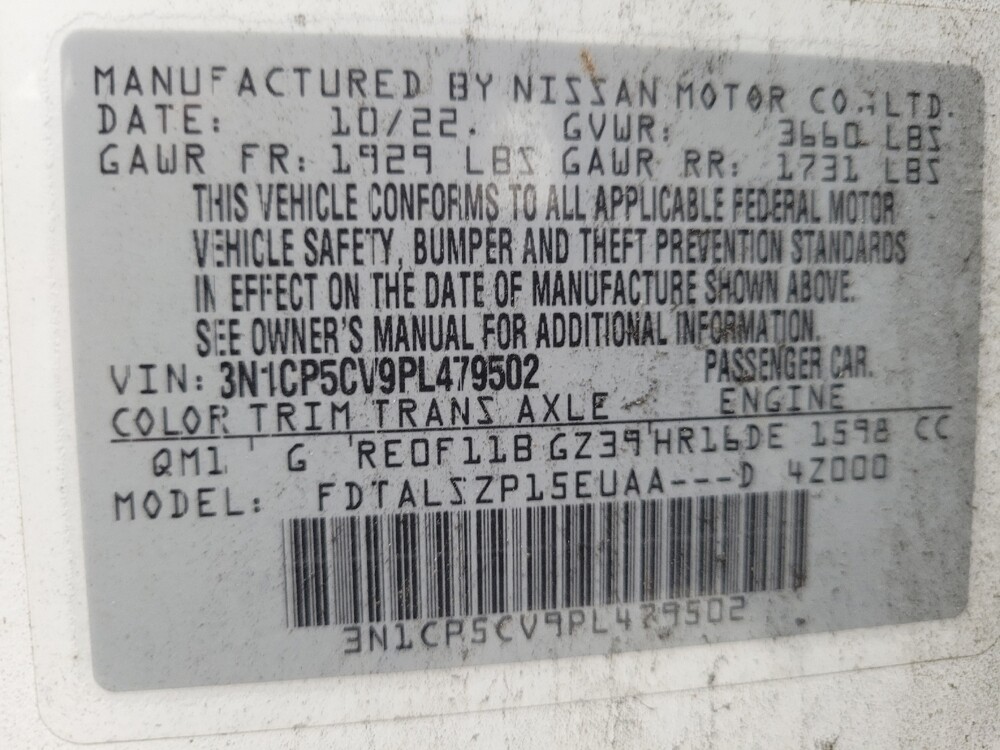 MANUFACTURED BY NISSAN MOTOR CO.,LTD.
DATE: 10/22. GVWR: 3660 LBS
GAWR FR: 1929 LBS GAWR RR: 1731 LBS
THIS VEHICLE CONFORMS TO ALL APPLICABLE FEDERAL MOTOR
VEHICLE SAFETY, BUMPER AND THEFT PREVENTION STANDARDS
IN EFFECT ON THE DATE OF MANUFACTURE SHOWN ABOVE.
SEE OWNER'S MANUAL FOR ADDITIONAL INFORMATION.
VIN: 3N1CP5CV9PL479502 PASSENGER CAR.
COLOR TRIM TRANS AXLE ENGINE
QM1 G RE0F11B GZ39 HR16DE 1598 CC
MODEL: FDTALSZP15EUAA---D 4Z000
3N1CP5CV9PL479502